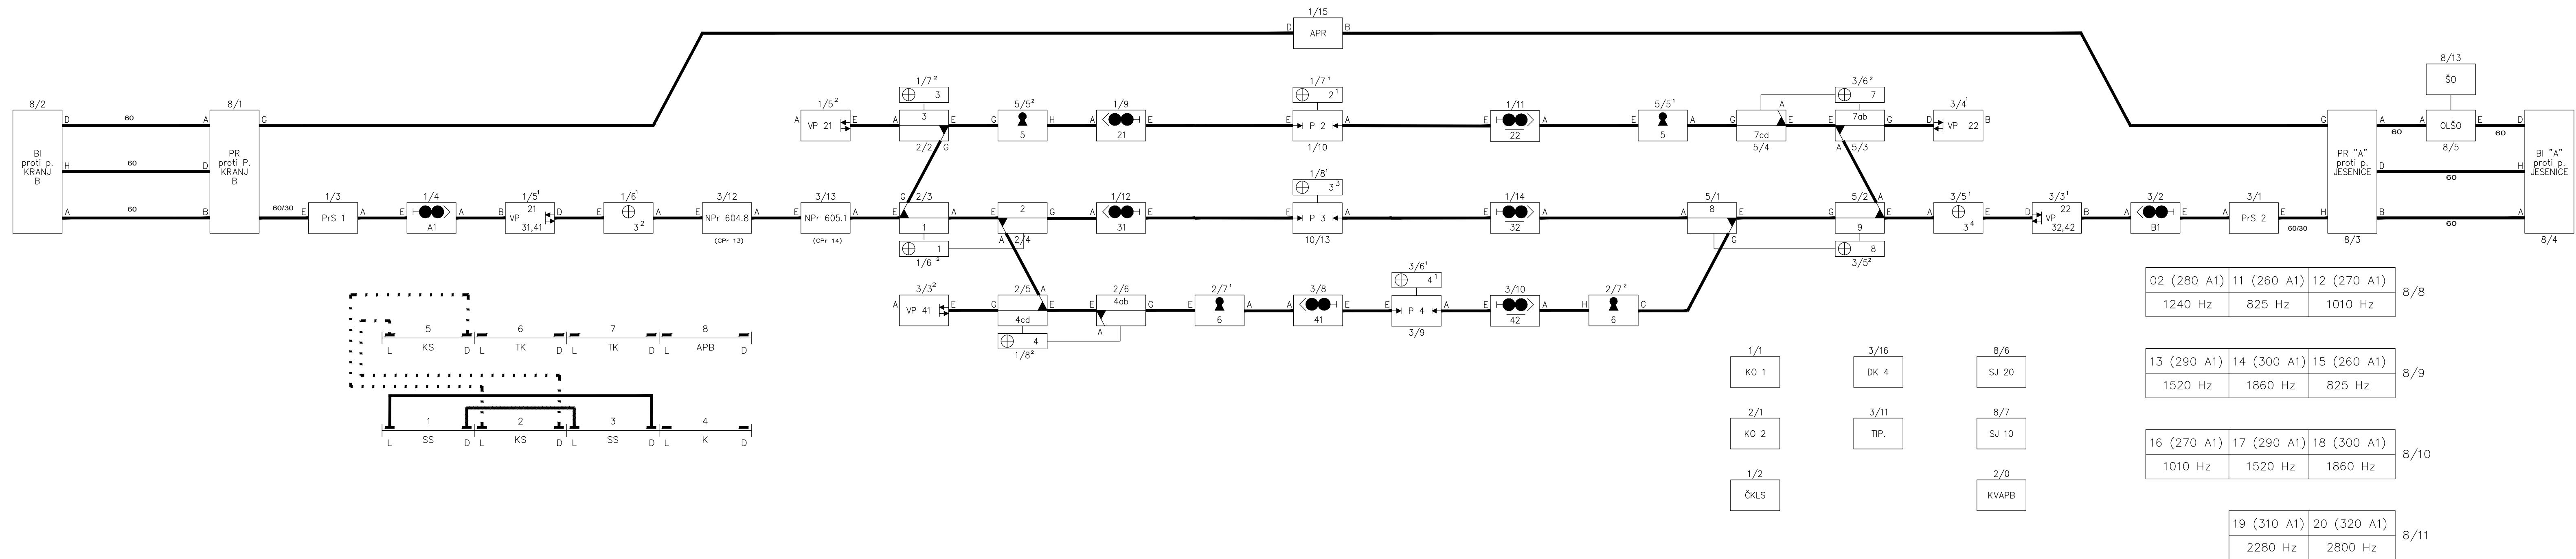 1/15
D APR B
8/13
ŠO
8/2
BI
proti p.
KRANJ
B
D 60 A
H 60 D
A 60 B
8/1
PR
proti P.
KRANJ
B
G
60/30
1/5²
A VP 21 E
1/7²
3
A 3 E
2/2 G
5/5²
G 5 H
1/9
A 21 E
1/7¹
2¹
E P 2 A
1/10
1/11
E 22 A
5/5¹
E 5 A
G 7cd A E
5/4
3/6²
7
E 7ab G
A 5/3
3/4¹
D VP 22 B
G
PR "A"
proti p.
JESENICE
8/3
A 60 A
OLŠO
8/5
E 60 D
D 60 H
B 60 A
BI "A"
proti p.
JESENICE
8/4
1/3
E PrS 1 A
1/4
E A1 A
1/5¹
B VP 21 31,41 D
1/6¹
E 3² A
3/12
E NPr 604.8 A
(CPr 13)
3/13
E NPr 605.1 A
(CPr 14)
G 2/3
E 1 A
1
1/6²
E 2 G
A 2/4
1/12
A 31 E
1/8¹
3³
E P 3 A
10/13
1/14
E 32 A
5/1
A 8 E
G
5/2 A
G 9 E
8
3/5²
3/5¹
A 3⁴ E
3/3¹
D VP 22 32,42 B
3/2
A B1 E
3/1
A PrS 2 E
60/30
H
3/3²
A VP 41 E
2/5 A
G 4cd E
4
1/8²
2/6
E 4ab G
A
2/7¹
E 6 A
3/8
A 41 E
3/6¹
4¹
E P 4 A
3/9
3/10
E 42 A
2/7²
H 6 G
5 6 7 8
L KS D L TK D L TK D L APB D
1 2 3 4
L SS D L KS D L SS D L K D
1/1
KO 1
3/16
DK 4
8/6
SJ 20
2/1
KO 2
3/11
TIP.
8/7
SJ 10
1/2
ČKLS
2/0
KVAPB
02 (280 A1) 11 (260 A1) 12 (270 A1)
1240 Hz 825 Hz 1010 Hz
8/8
13 (290 A1) 14 (300 A1) 15 (260 A1)
1520 Hz 1860 Hz 825 Hz
8/9
16 (270 A1) 17 (290 A1) 18 (300 A1)
1010 Hz 1520 Hz 1860 Hz
8/10
19 (310 A1) 20 (320 A1)
2280 Hz 2800 Hz
8/11